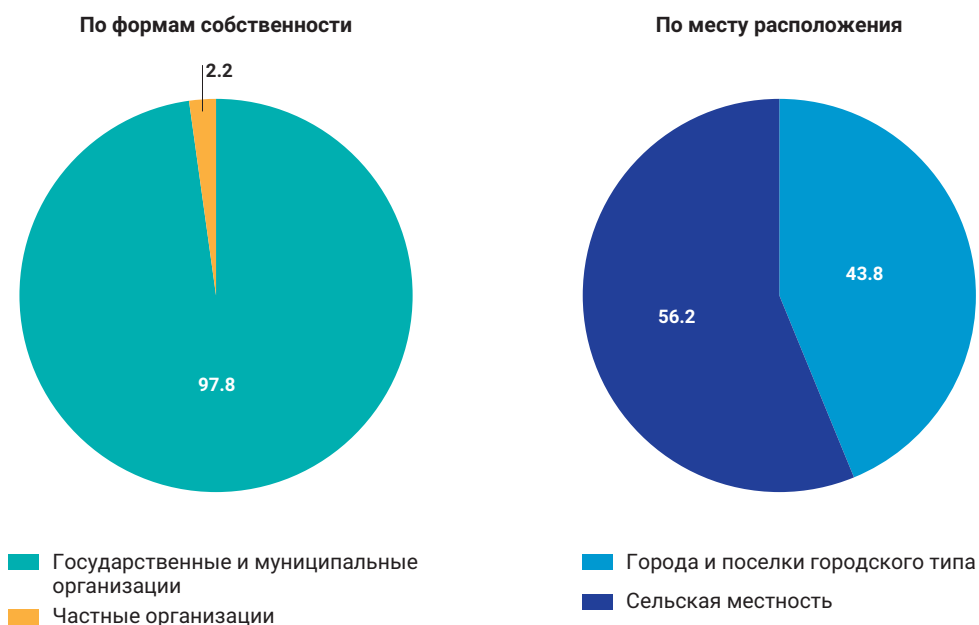 По формам собственности
2.2
97.8
Государственные и муниципальные
организации
Частные организации
По месту расположения
43.8
56.2
Города и поселки городского типа
Сельская местность